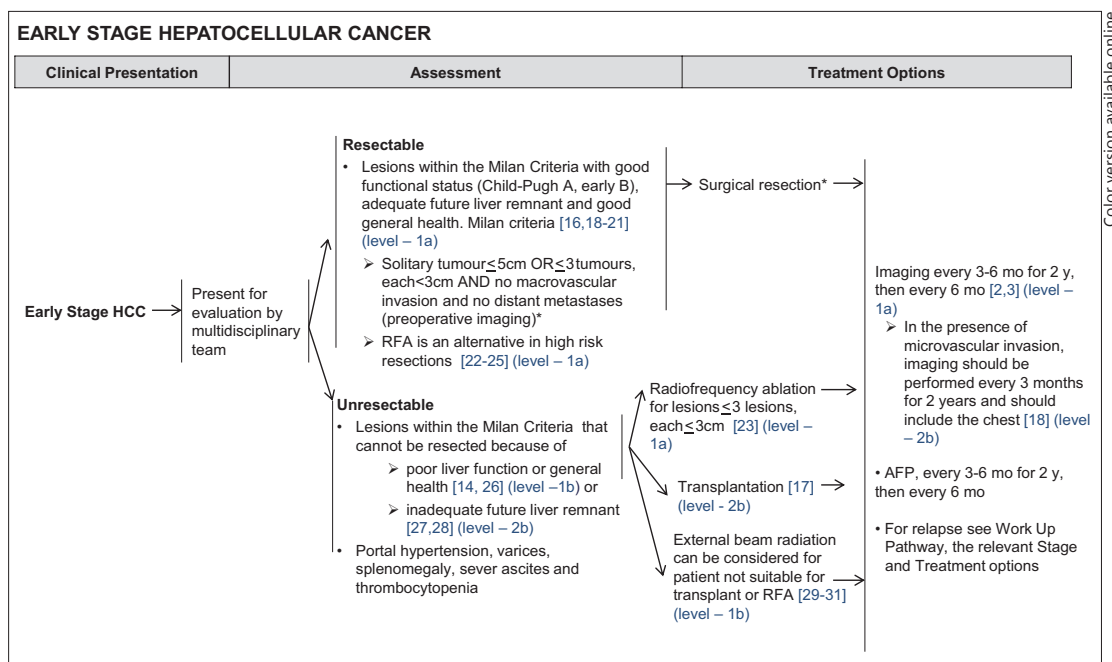 EARLY STAGE HEPATOCELLULAR CANCER
Clinical Presentation
Assessment
Treatment Options
Early Stage HCC
Present for
evaluation by
multidisciplinary
team
Resectable
• Lesions within the Milan Criteria with good
functional status (Child-Pugh A, early B),
adequate future liver remnant and good
general health. Milan criteria [16,18-21]
(level – 1a)
➢ Solitary tumour≤5cm OR≤3tumours,
each<3cm AND no macrovascular
invasion and no distant metastases
(preoperative imaging)*
➢ RFA is an alternative in high risk
resections [22-25] (level – 1a)
Unresectable
• Lesions within the Milan Criteria that
cannot be resected because of
➢ poor liver function or general
health [14, 26] (level –1b) or
➢ inadequate future liver remnant
[27,28] (level – 2b)
• Portal hypertension, varices,
splenomegaly, sever ascites and
thrombocytopenia
Surgical resection*
Radiofrequency ablation
for lesions≤3 lesions,
each≤3cm [23] (level –
1a)
Transplantation [17]
(level - 2b)
External beam radiation
can be considered for
patient not suitable for
transplant or RFA [29-31]
(level – 1b)
Imaging every 3-6 mo for 2 y,
then every 6 mo [2,3] (level –
1a)
➢ In the presence of
microvascular invasion,
imaging should be
performed every 3 months
for 2 years and should
include the chest [18] (level
– 2b)
• AFP, every 3-6 mo for 2 y,
then every 6 mo
• For relapse see Work Up
Pathway, the relevant Stage
and Treatment options
Color version available online